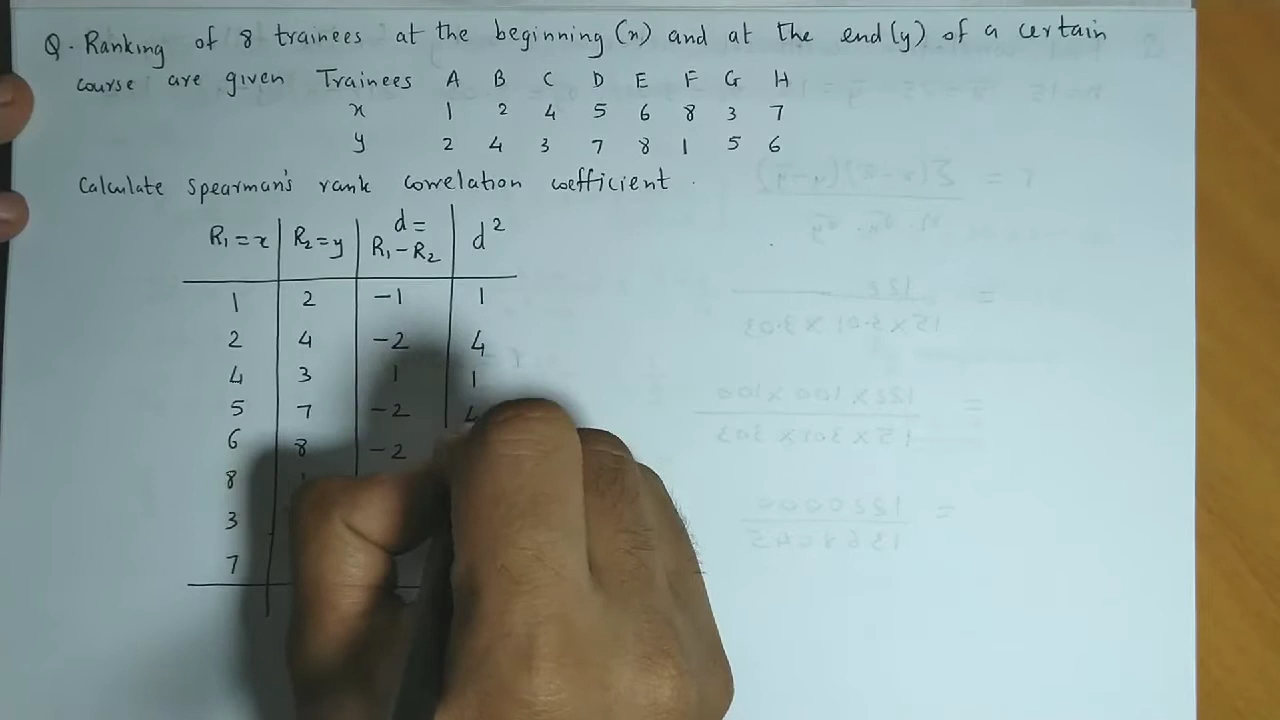 Q. Ranking of 8 trainees at the beginning (x) and at the end (y) of a certain
course are given Trainees A B C D E F G H
x 1 2 4 5 6 8 3 7
y 2 4 3 7 8 1 5 6
Calculate Spearman's rank correlation coefficient.
R₁ = x R₂ = y d = R₁ - R₂ d²
1 2 -1 1
2 4 -2 4
4 3 1 1
5 7 -2 4
6 8 -2
8
3
7